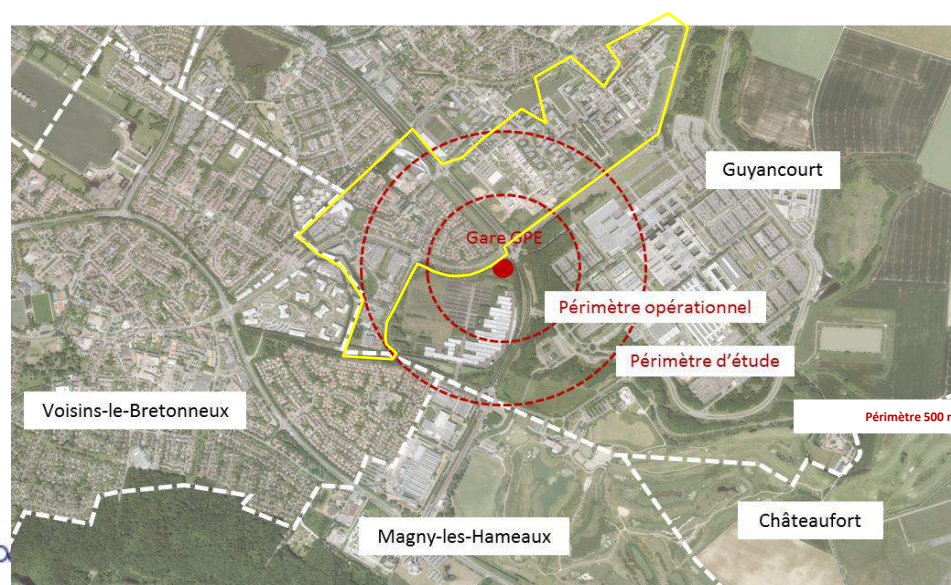 Guyancourt
Gare GPE
Périmètre opérationnel
Périmètre d'étude
Voisins-le-Bretonneux
Périmètre 500
Châteaufort
Magny-les-Hameaux